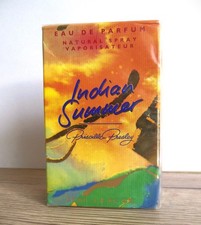 EAU DE PARFUM
NATURAL SPRAY
VAPORISATEUR
Indian
Summer
Priscilla Presley